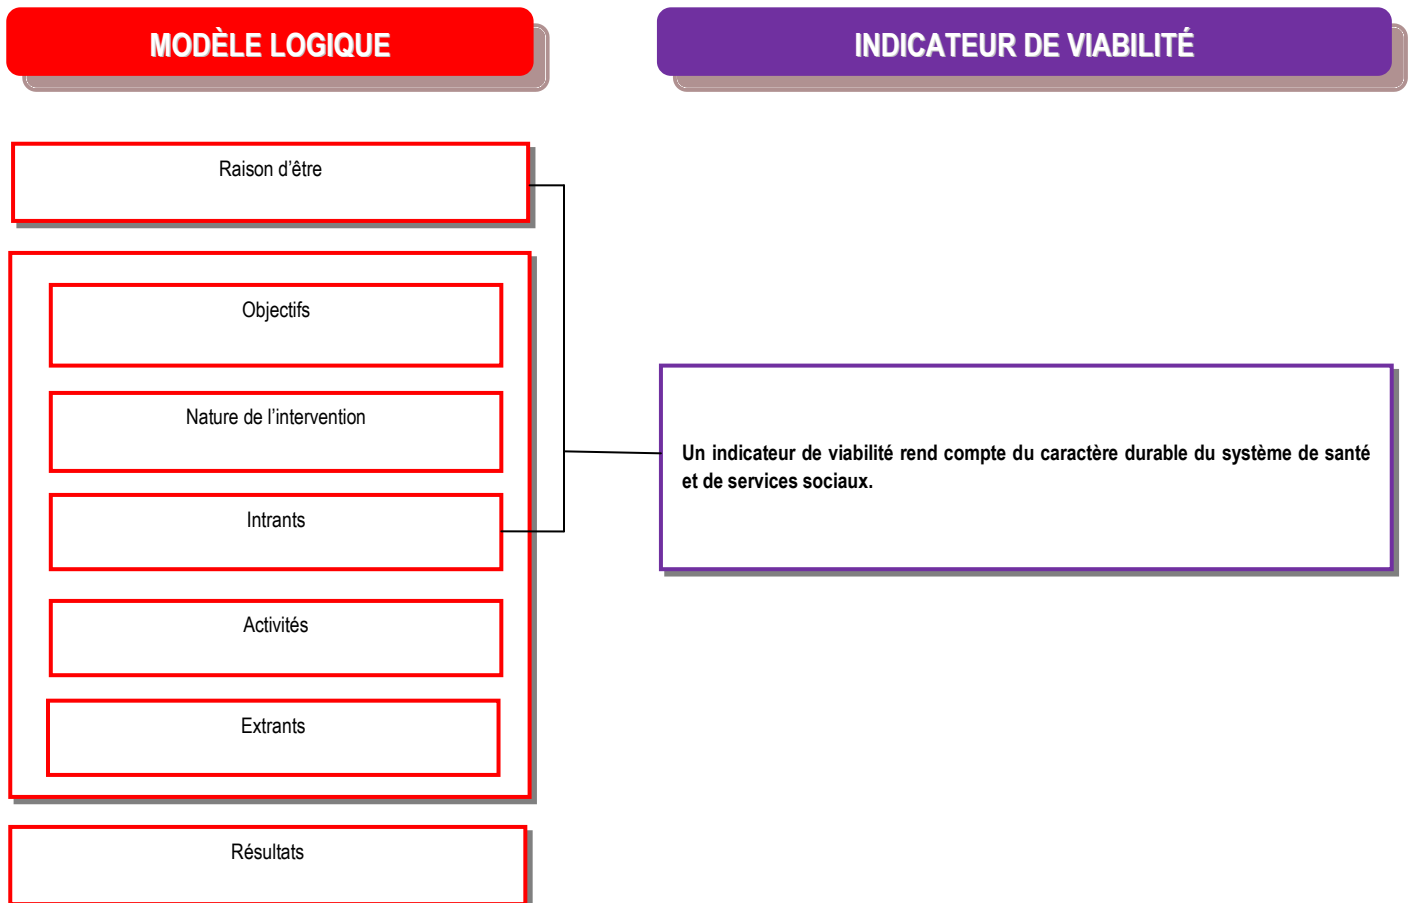 MODÈLE LOGIQUE
INDICATEUR DE VIABILITÉ
Raison d’être
Objectifs
Nature de l’intervention
Intrants
Activités
Extrants
Résultats
Un indicateur de viabilité rend compte du caractère durable du système de santé
et de services sociaux.